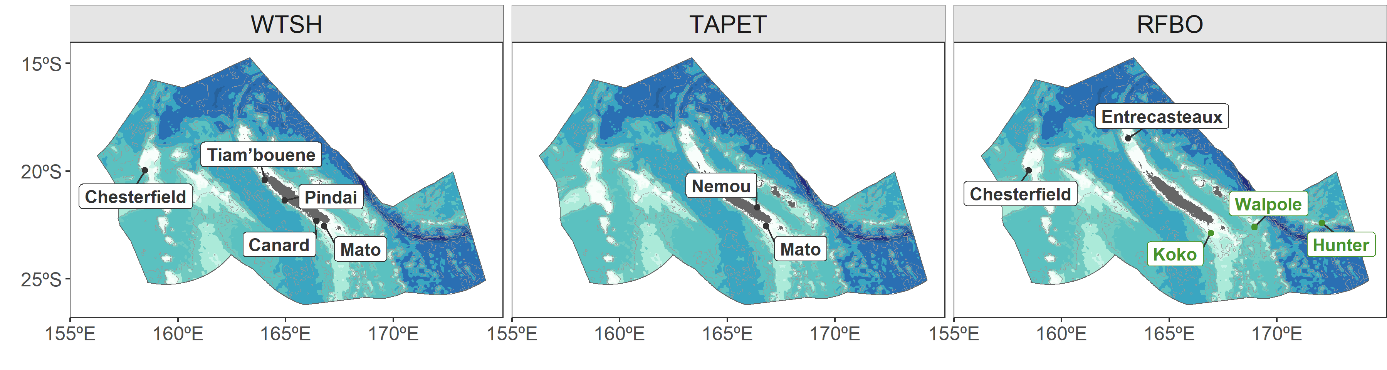 WTSH TAPET RFBO
15ºS
20ºS
25ºS
Tiam’bouene
Chesterfield
Pindai
Canard
Mato
155ºE 160ºE 165ºE 170ºE
Nemou
Mato
155ºE 160ºE 165ºE 170ºE
Entrecasteaux
Chesterfield
Walpole
Koko
Hunter
155ºE 160ºE 165ºE 170ºE